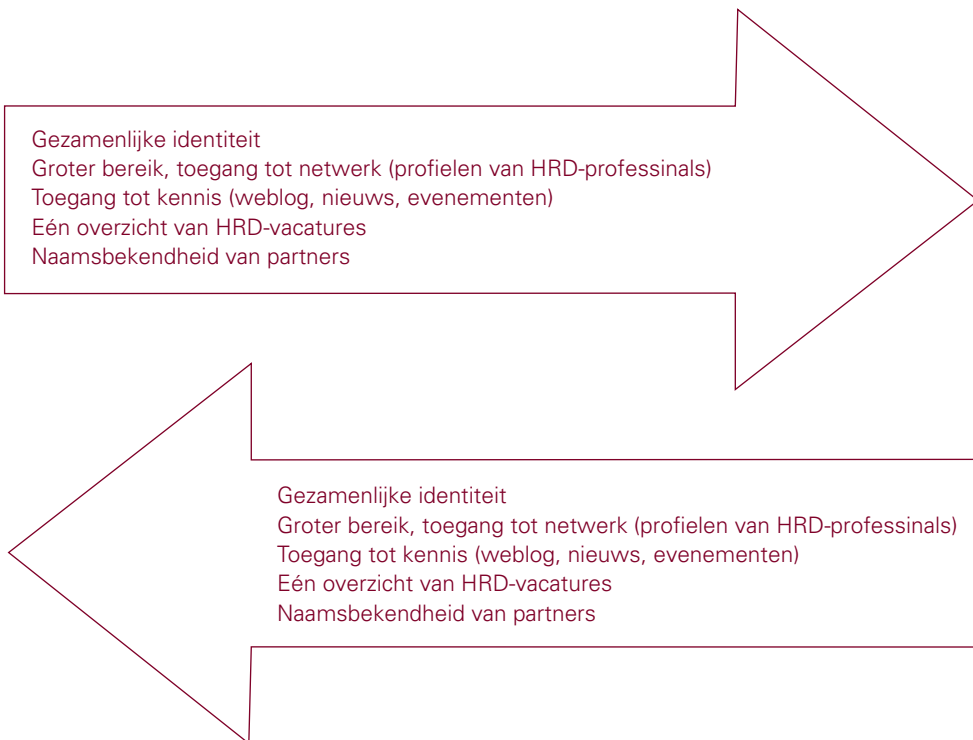 Gezamenlijke identiteit
Groter bereik, toegang tot netwerk (profielen van HRD-professinals)
Toegang tot kennis (weblog, nieuws, evenementen)
Eén overzicht van HRD-vacatures
Naamsbekendheid van partners
Gezamenlijke identiteit
Groter bereik, toegang tot netwerk (profielen van HRD-professinals)
Toegang tot kennis (weblog, nieuws, evenementen)
Eén overzicht van HRD-vacatures
Naamsbekendheid van partners